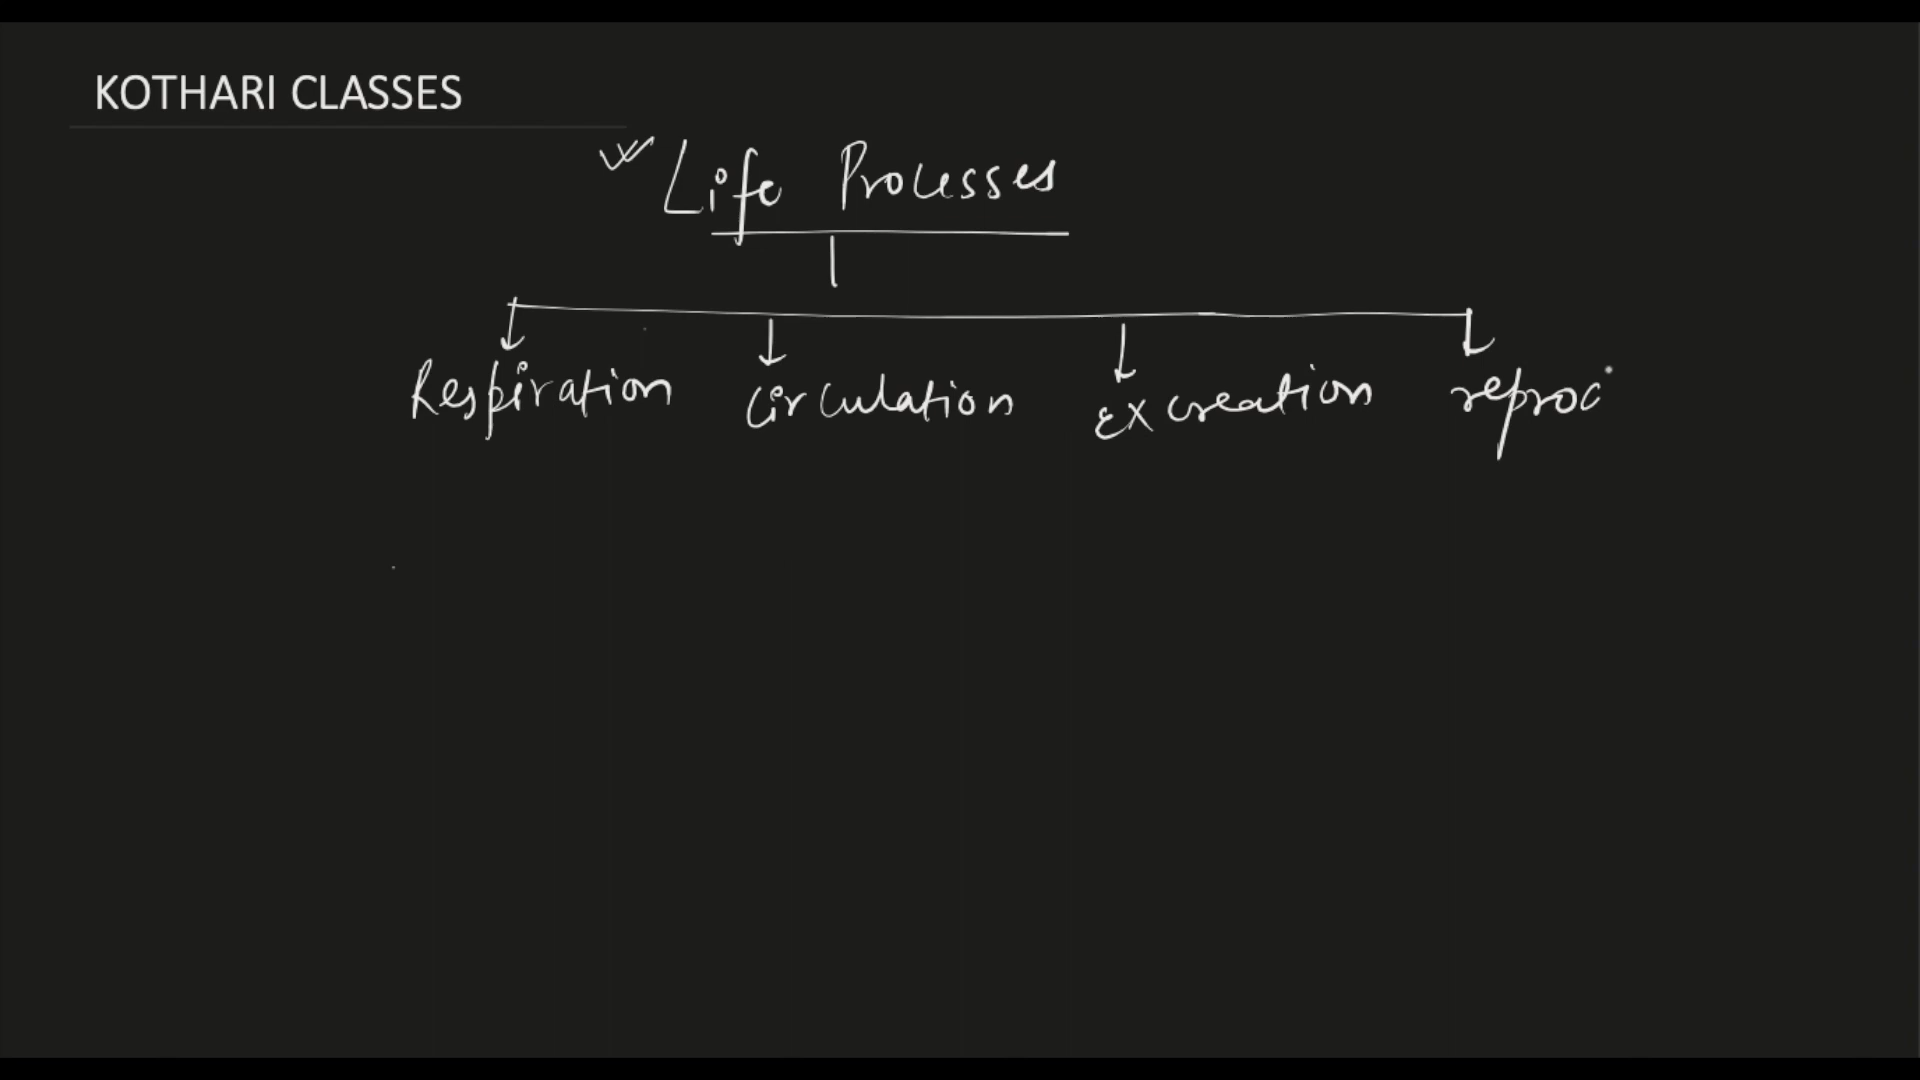 KOTHARI CLASSES
Life Processes
Respiration circulation excreation reproc